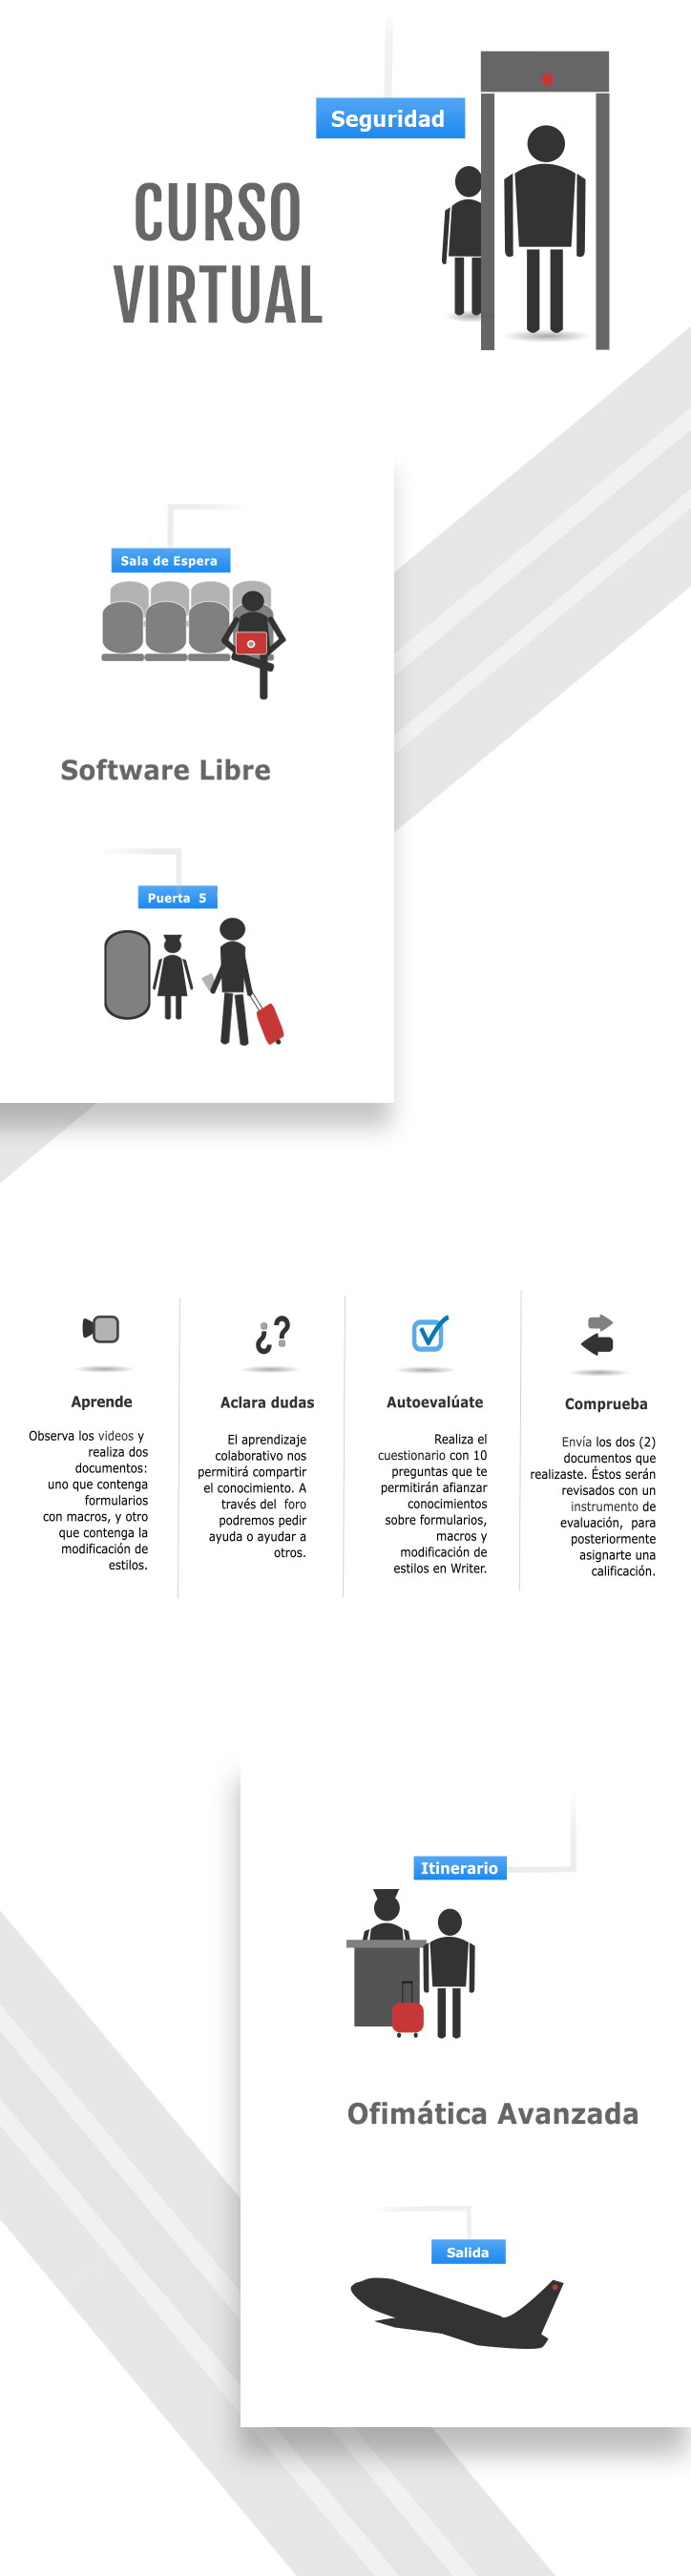 Seguridad
CURSO
VIRTUAL
Sala de Espera
Software Libre
Puerta 5
Aprende
Observa los videos y
realiza dos
documentos:
uno que contenga
formularios
con macros, y otro
que contenga la
modificación de
estilos.
Aclara dudas
El aprendizaje
colaborativo nos
permitirá compartir
el conocimiento. A
través del foro
podremos pedir
ayuda o ayudar a
otros.
Autoevalúate
Realiza el
cuestionario con 10
preguntas que te
permitirán afianzar
conocimientos
sobre formularios,
macros y
modificación de
estilos en Writer.
Comprueba
Envía los dos (2)
documentos que
realizaste. Éstos serán
revisados con un
instrumento de
evaluación, para
posteriormente
asignarte una
calificación.
Itinerario
Ofimática Avanzada
Salida